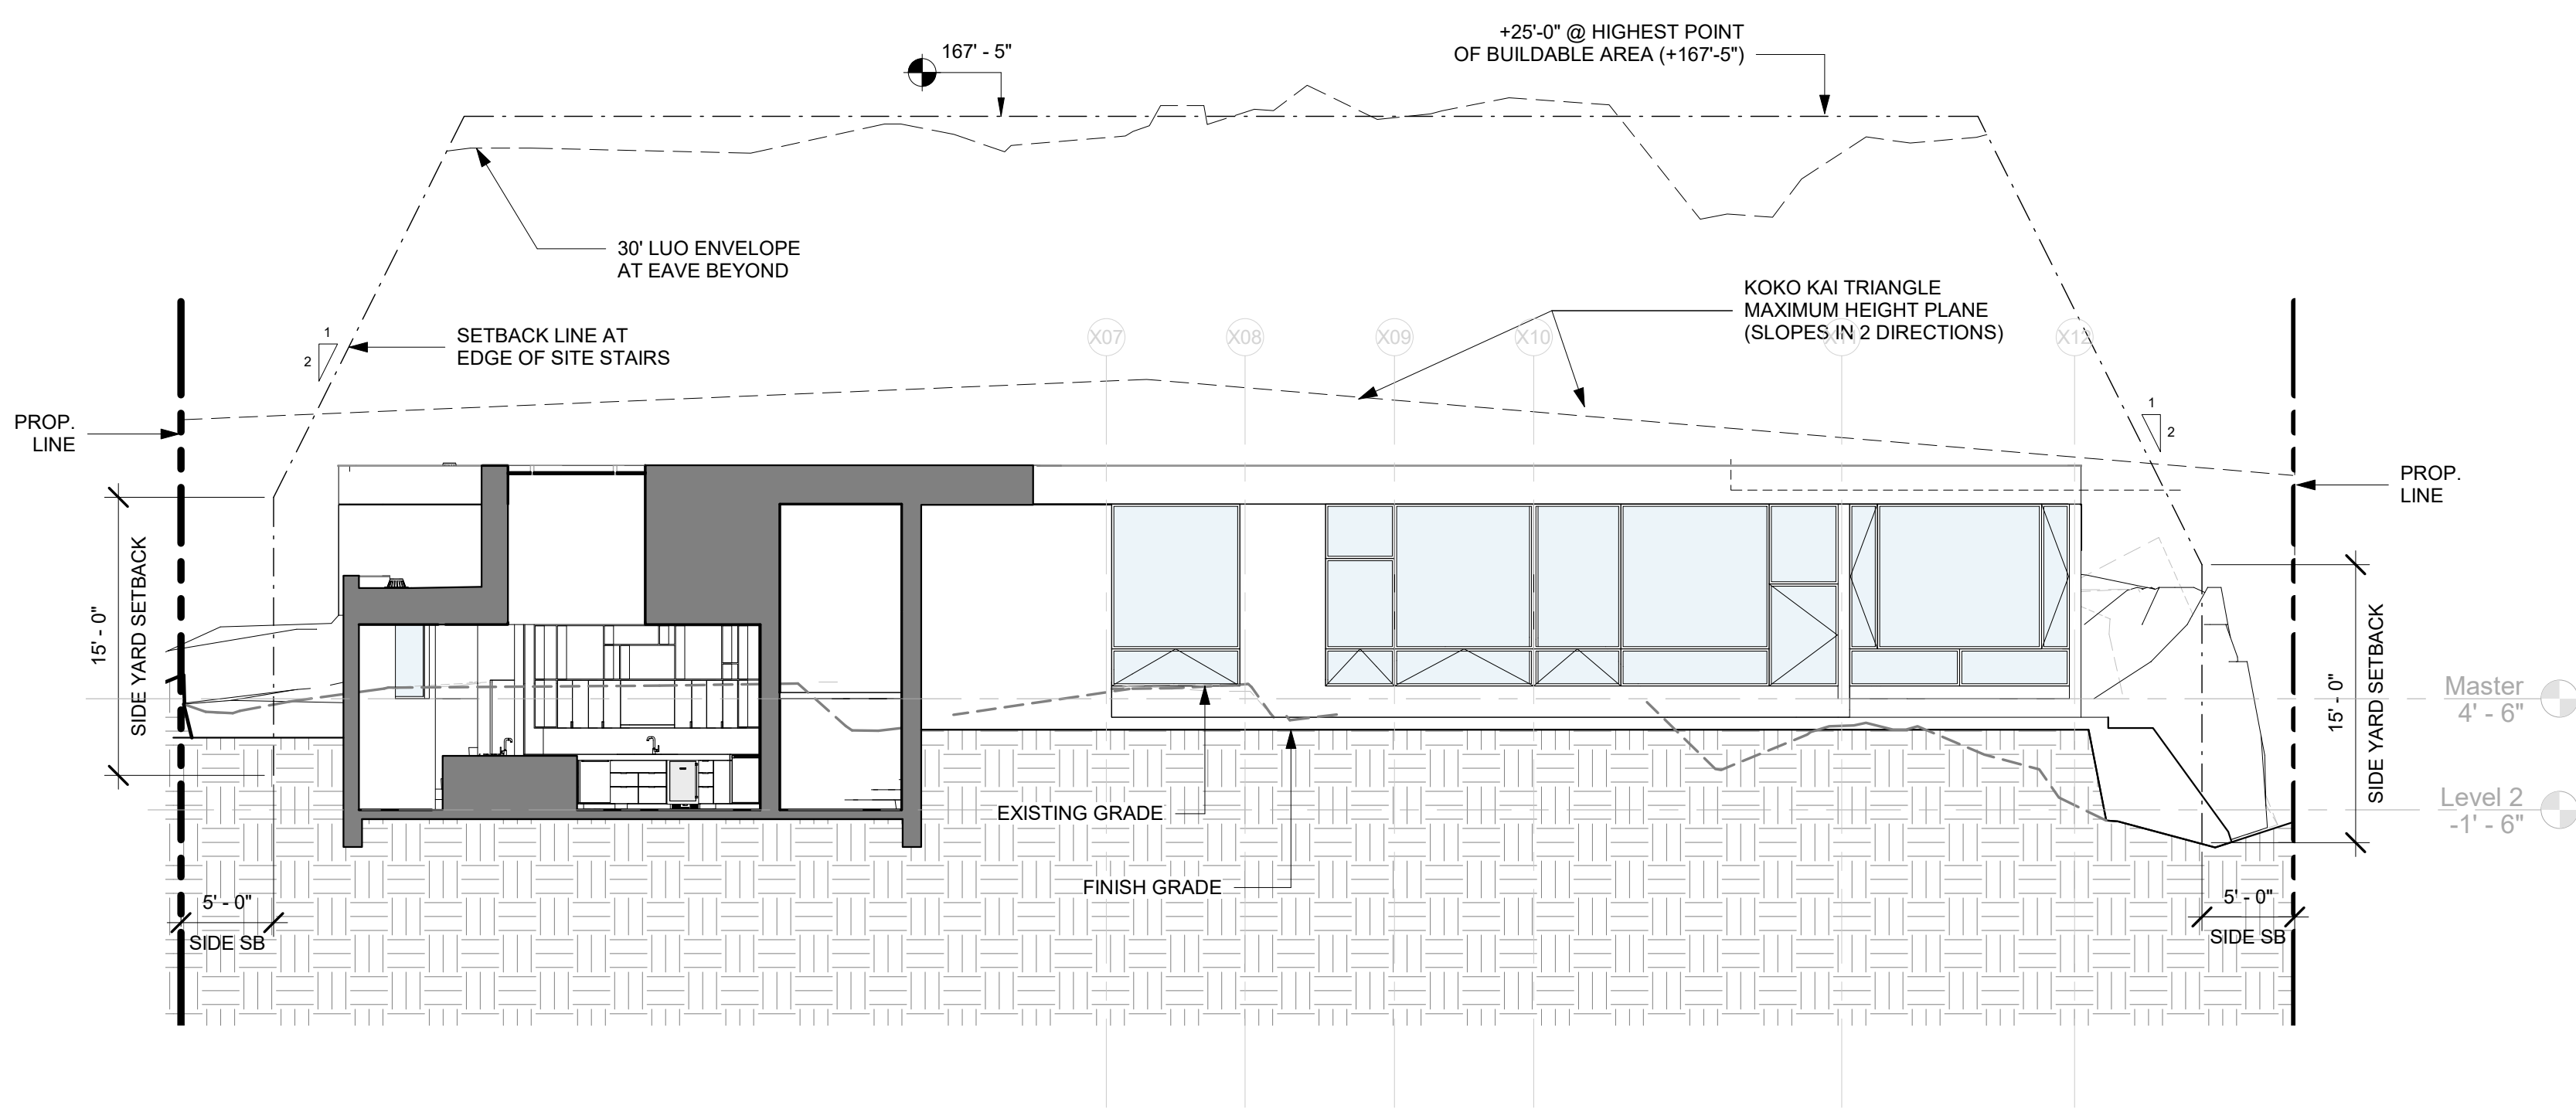 +25'-0" @ HIGHEST POINT
OF BUILDABLE AREA (+167'-5")
167' - 5"
30' LUO ENVELOPE
AT EAVE BEYOND
KOKO KAI TRIANGLE
MAXIMUM HEIGHT PLANE
(SLOPES IN 2 DIRECTIONS)
1
2
SETBACK LINE AT
EDGE OF SITE STAIRS
X07
X08
X09
X10
X12
1
2
PROP.
LINE
PROP.
LINE
15' - 0"
SIDE YARD SETBACK
15' - 0"
SIDE YARD SETBACK
Master
4' - 6"
Level 2
-1' - 6"
EXISTING GRADE
FINISH GRADE
5' - 0"
SIDE SB
5' - 0"
SIDE SB